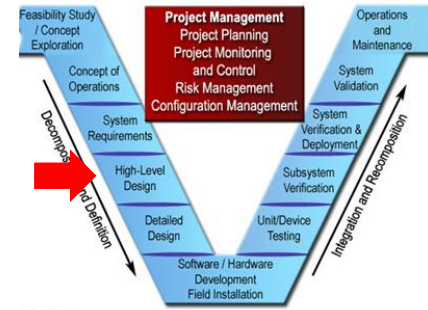 Feasibility Study
/ Concept
Exploration
Concept of
Operations
System
Requirements
High-Level
Design
Detailed
Design
Software / Hardware
Development
Field Installation
Unit/Device
Testing
Subsystem
Verification
System
Verification &
Deployment
System
Validation
Operations
and
Maintenance
Project Management
Project Planning
Project Monitoring
and Control
Risk Management
Configuration Management
Definition
Integration and Recomposition